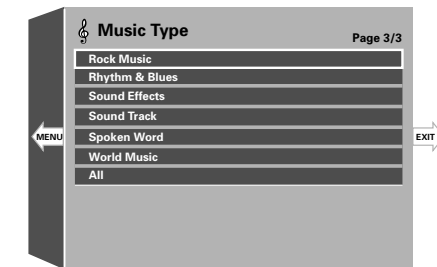 Music Type
Page 3/3
Rock Music
Rhythm & Blues
Sound Effects
Sound Track
MENU
Spoken Word
EXIT
World Music
All